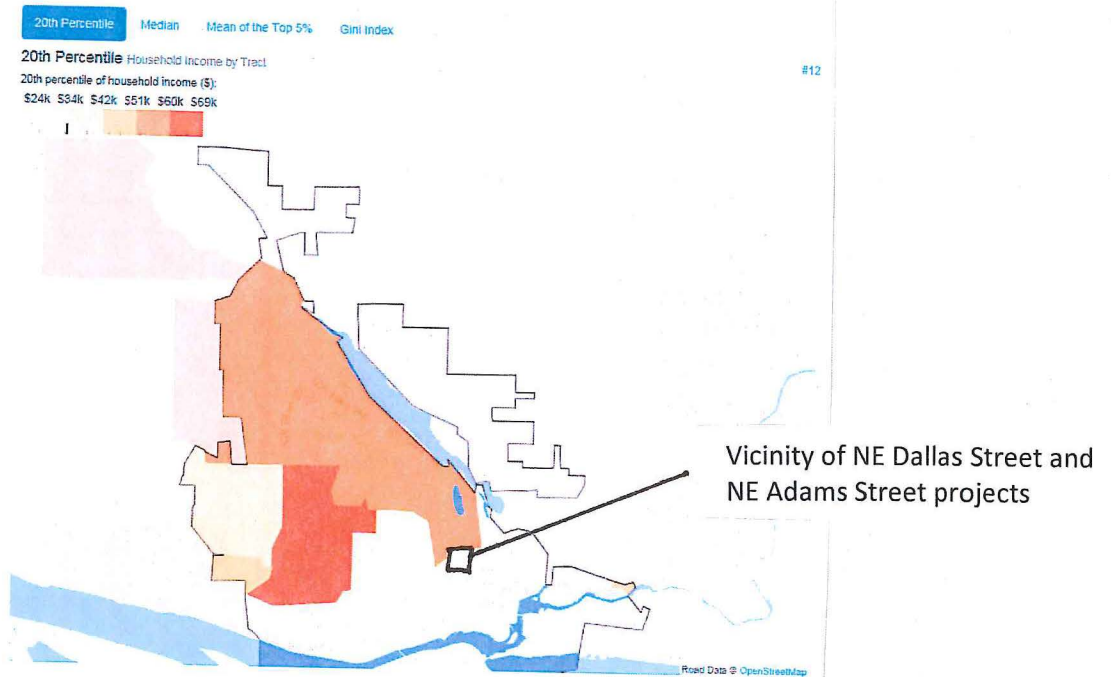 20th Percentile Median Mean of the Top 5% Gini Index
20th Percentile Household Income by Tract
#12
20th percentile of household income ($):
$24k $34k $42k $51k $60k $69k
Vicinity of NE Dallas Street and
NE Adams Street projects
Road Data © OpenStreetMap